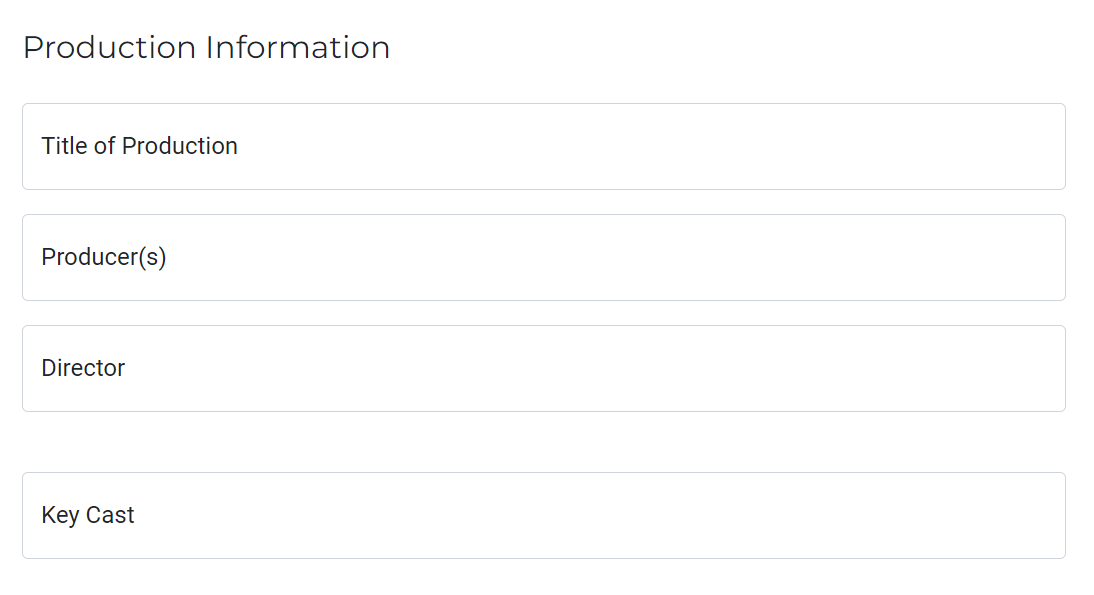 Production Information
Title of Production
Producer(s)
Director
Key Cast